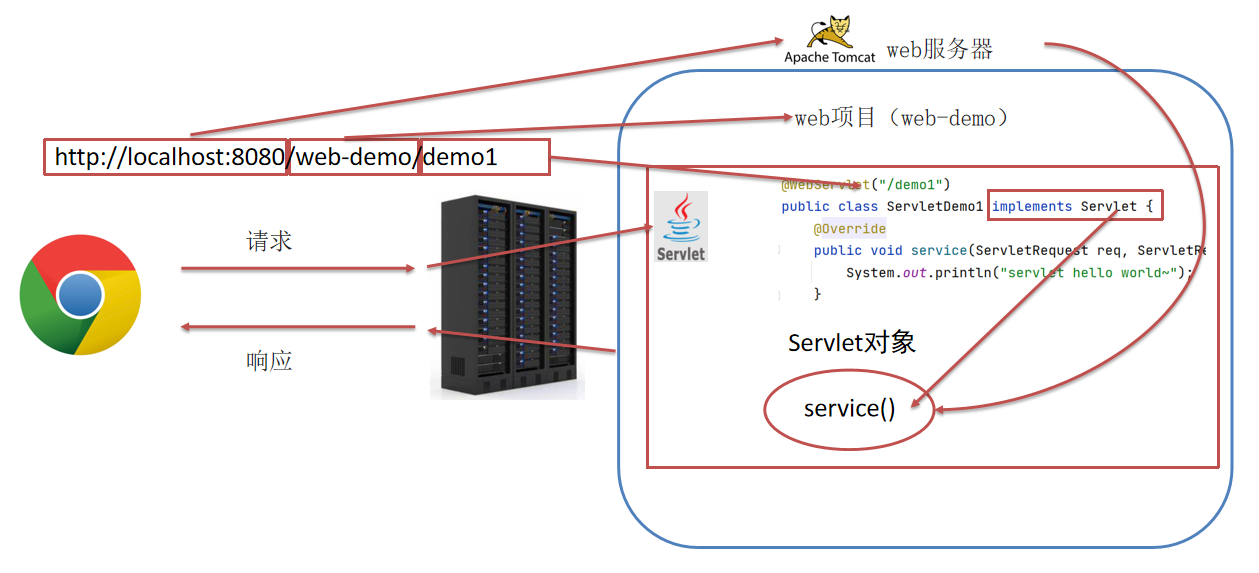 Apache Tomcat
web服务器
web项目（web-demo）
http://localhost:8080/web-demo/demo1
@WebServlet("/demo1")
public class ServletDemo1 implements Servlet {
@Override
public void service(ServletRequest req, ServletRe
System.out.println("servlet hello world~");
}
Servlet
请求
响应
Servlet对象
service()